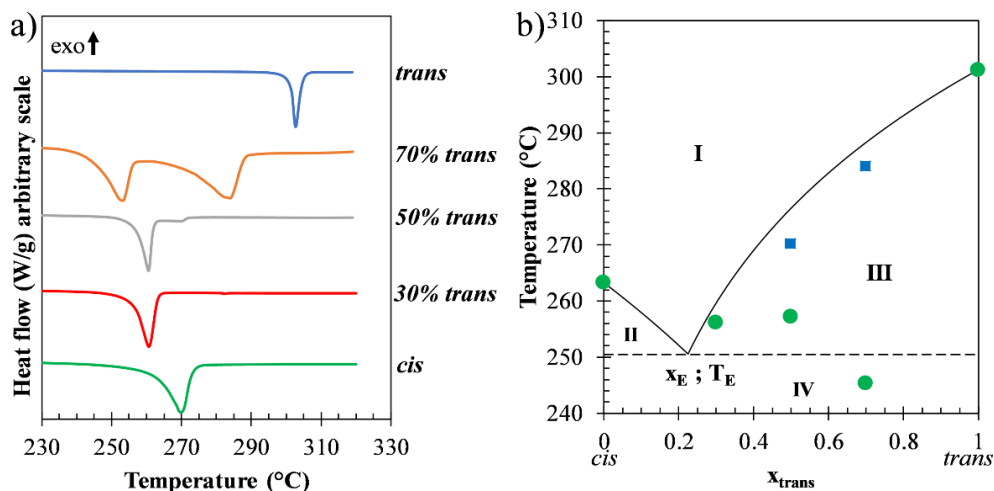 a)
exo
Heat flow (W/g) arbitrary scale
trans
70% trans
50% trans
30% trans
cis
230 250 270 290 310 330
Temperature (°C)
b)
Temperature (°C)
310
300
290
280
270
260
250
240
I
II
III
IV
xE ; TE
0 0.2 0.4 0.6 0.8 1
cis trans
xtrans